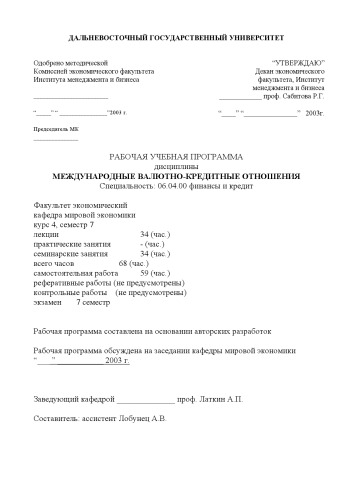 ДАЛЬНЕВОСТОЧНЫЙ ГОСУДАРСТВЕННЫЙ УНИВЕРСИТЕТ
Одобрено методической
Комиссией экономического факультета
Института менеджмента и бизнеса
“УТВЕРЖДАЮ”
Декан экономического
факультета, Институт
менеджмента и бизнеса
____________ проф. Сабитова Р.Г.
“____”“ ______________”2003 г.
“____” “______________” 2003г.
Председатель МК
______________
РАБОЧАЯ УЧЕБНАЯ ПРОГРАММА
дисциплины
МЕЖДУНАРОДНЫЕ ВАЛЮТНО-КРЕДИТНЫЕ ОТНОШЕНИЯ
Специальность: 06.04.00 финансы и кредит
Факультет экономический
кафедра мировой экономики
курс 4, семестр 7
лекции 34 (час.)
практические занятия - (час.)
семинарские занятия 34 (час.)
всего часов 68 (час.)
самостоятельная работа 59 (час.)
реферативные работы (не предусмотрены)
контрольные работы (не предусмотрены)
экзамен 7 семестр
Рабочая программа составлена на основании авторских разработок
Рабочая программа обсуждена на заседании кафедры мировой экономики
“____”____________ 2003 г.
Заведующий кафедрой _______________ проф. Латкин А.П.
Составитель: ассистент Лобунец А.В.